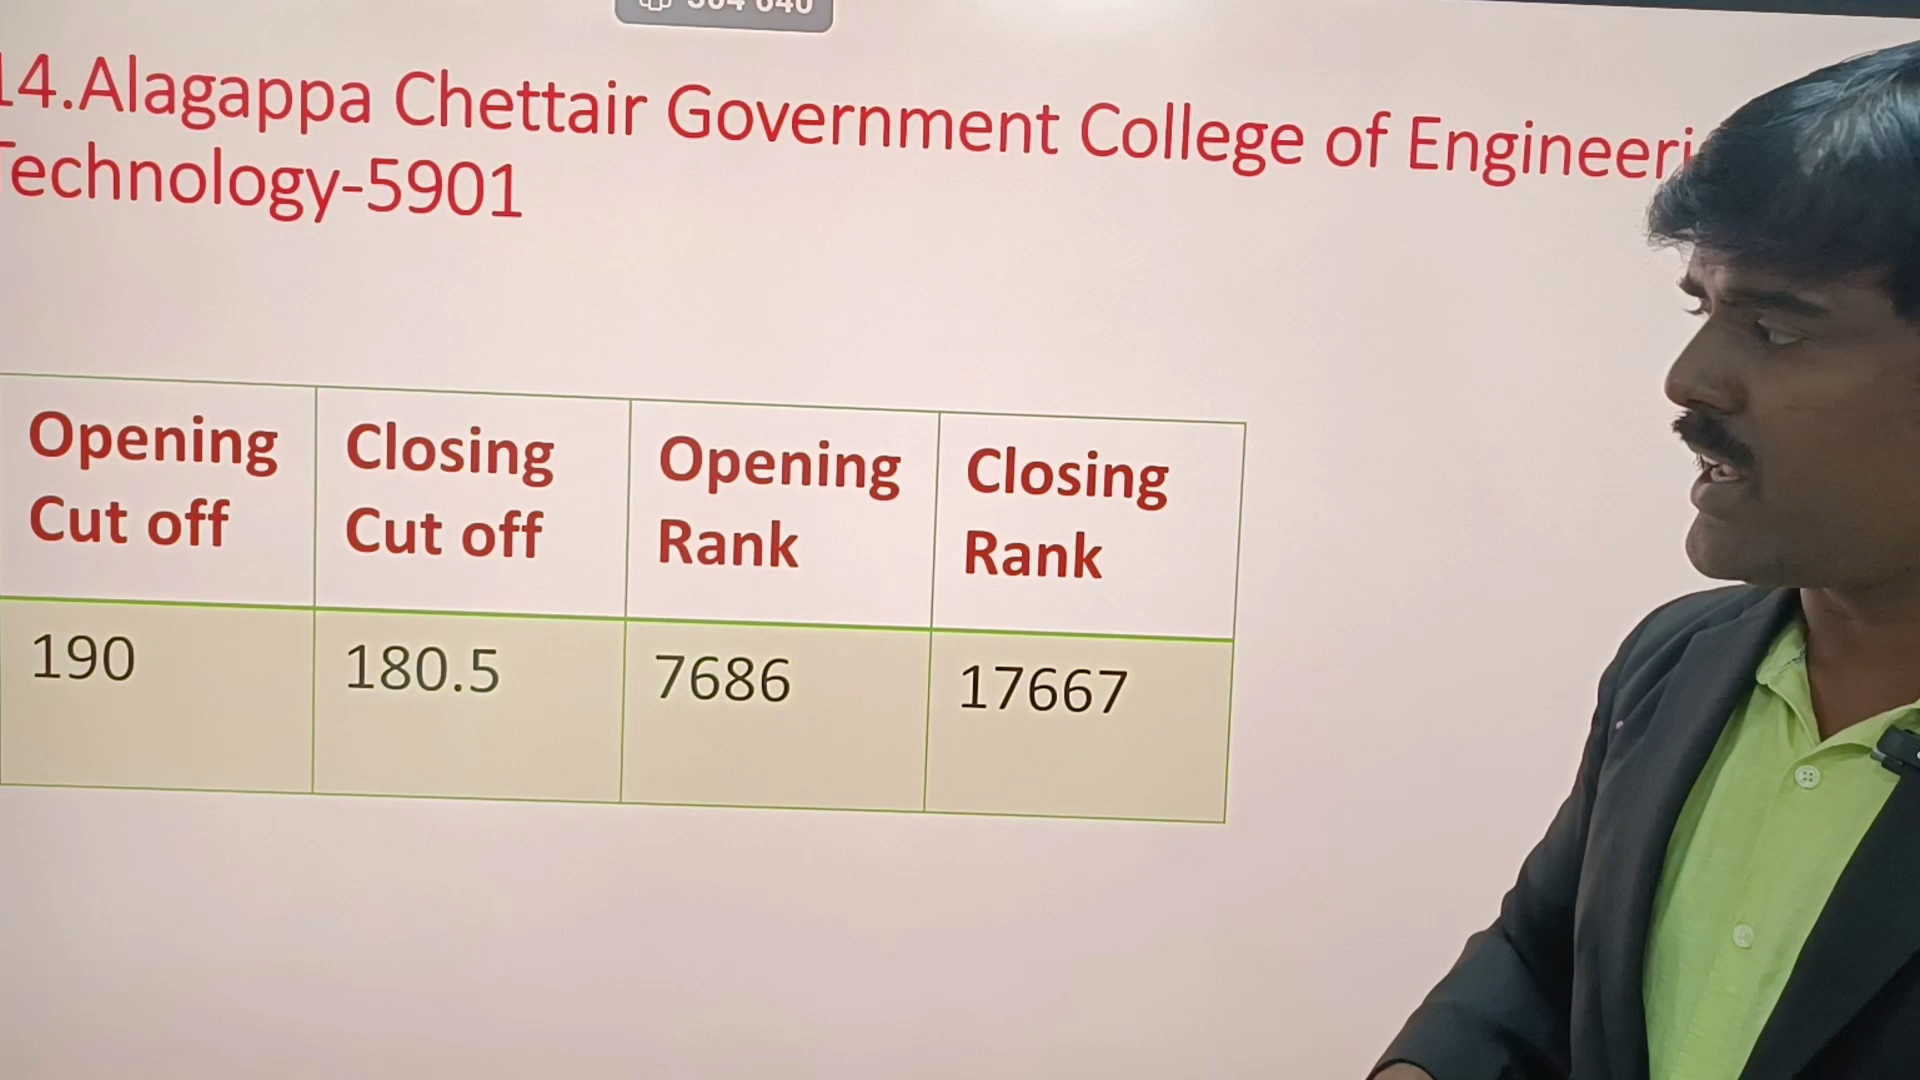 14.Alagappa Chettair Government College of
Technology-5901
Opening Closing Opening Closing
Cut off Cut off Rank Rank
190 180.5 7686 17667